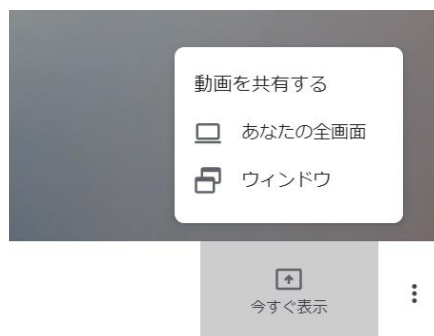 動画を共有する
あなたの全画面
ウィンドウ
今すぐ表示